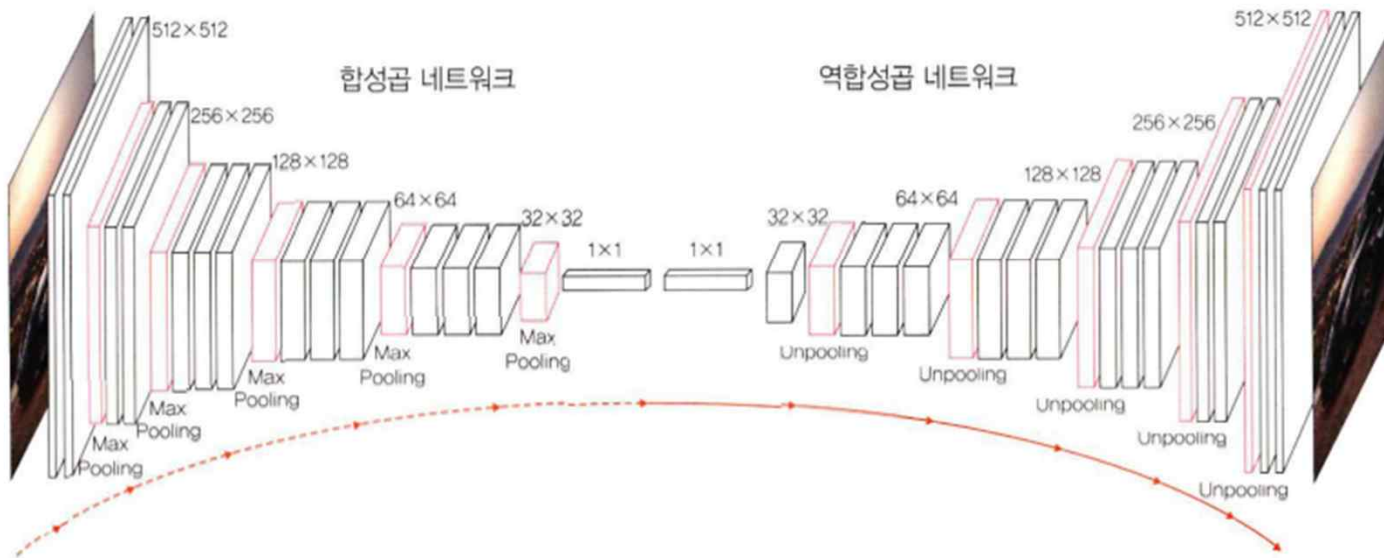 512×512
512×512
합성곱 네트워크
역합성곱 네트워크
256×256
256×256
128×128
128×128
64×64
64×64
32×32
32×32
1×1
1×1
Max
Pooling
Max
Pooling
Max
Pooling
Max
Pooling
Max
Pooling
Unpooling
Unpooling
Unpooling
Unpooling
Unpooling